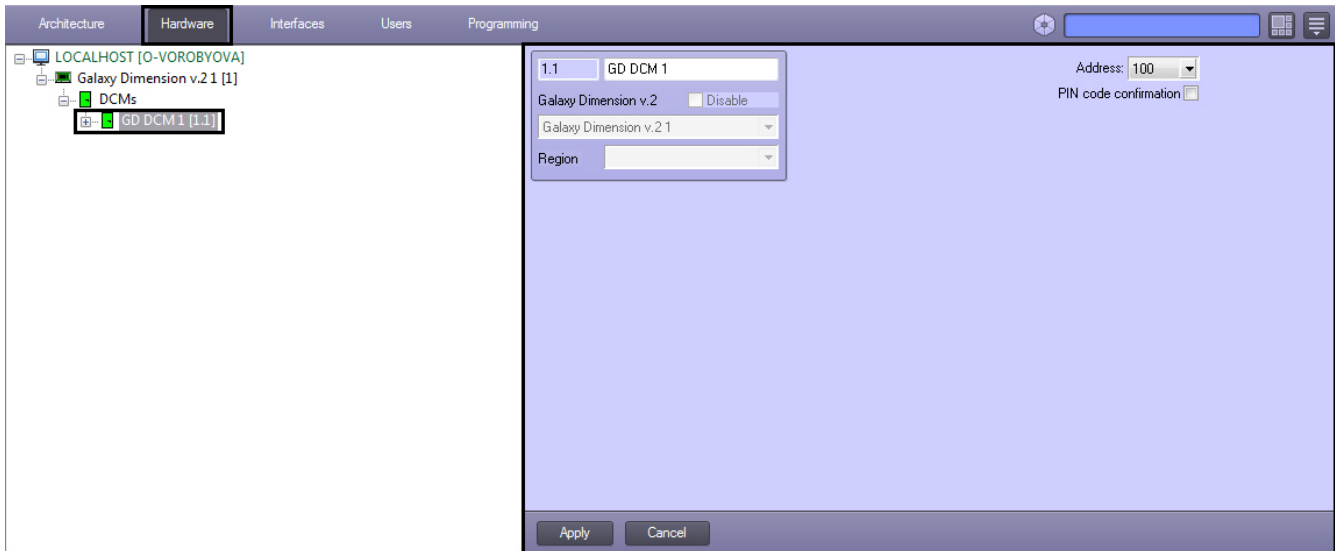 Architecture Hardware Interfaces Users Programming
LOCALHOST [O-VOROBYOVA]
Galaxy Dimension v.2 1 [1]
DCMs
GD DCM 1 [1.1]
1.1 GD DCM 1
Galaxy Dimension v.2 Disable
Galaxy Dimension v.2 1
Region
Address: 100
PIN code confirmation
Apply Cancel